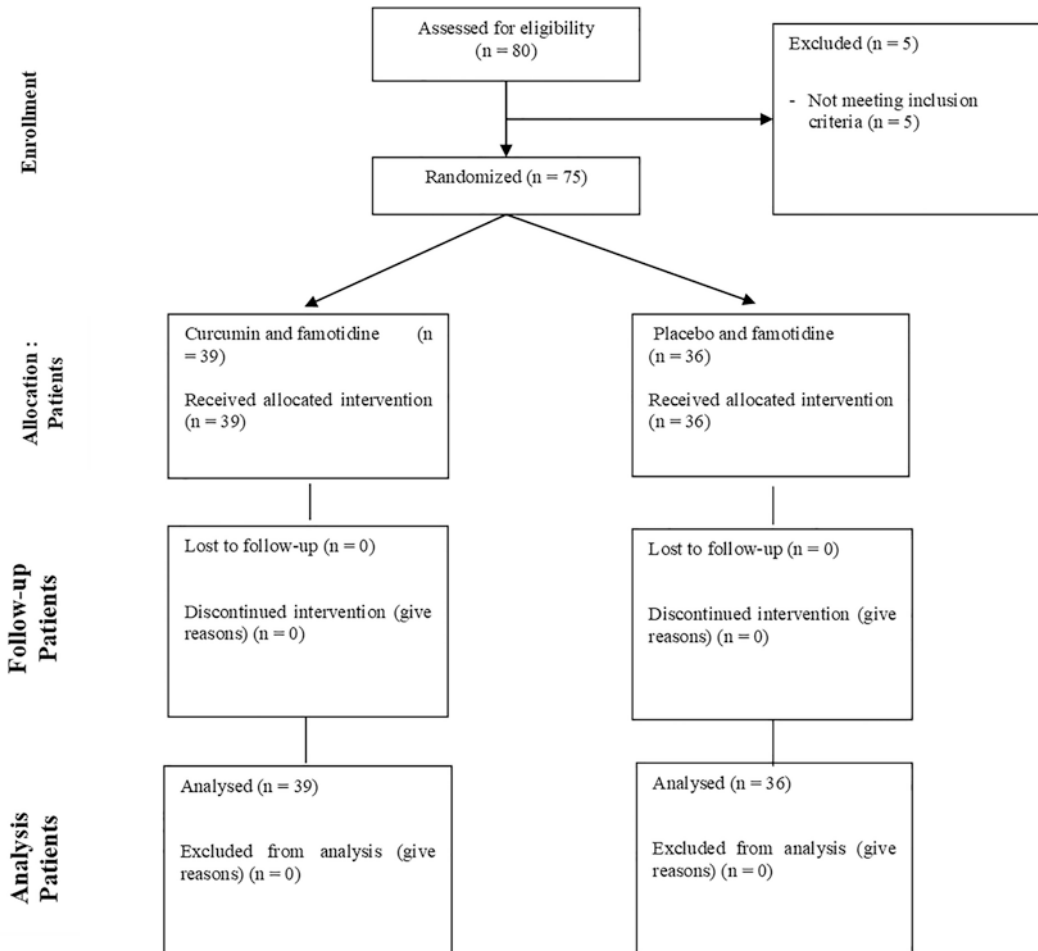 Enrollment
Assessed for eligibility
(n = 80)
Excluded (n = 5)
- Not meeting inclusion
criteria (n = 5)
Randomized (n = 75)
Allocation :
Patients
Curcumin and famotidine (n
= 39)
Received allocated intervention
(n = 39)
Placebo and famotidine
(n = 36)
Received allocated intervention
(n = 36)
Follow-up
Patients
Lost to follow-up (n = 0)
Discontinued intervention (give
reasons) (n = 0)
Lost to follow-up (n = 0)
Discontinued intervention (give
reasons) (n = 0)
Analysis
Patients
Analysed (n = 39)
Excluded from analysis (give
reasons) (n = 0)
Analysed (n = 36)
Excluded from analysis (give
reasons) (n = 0)